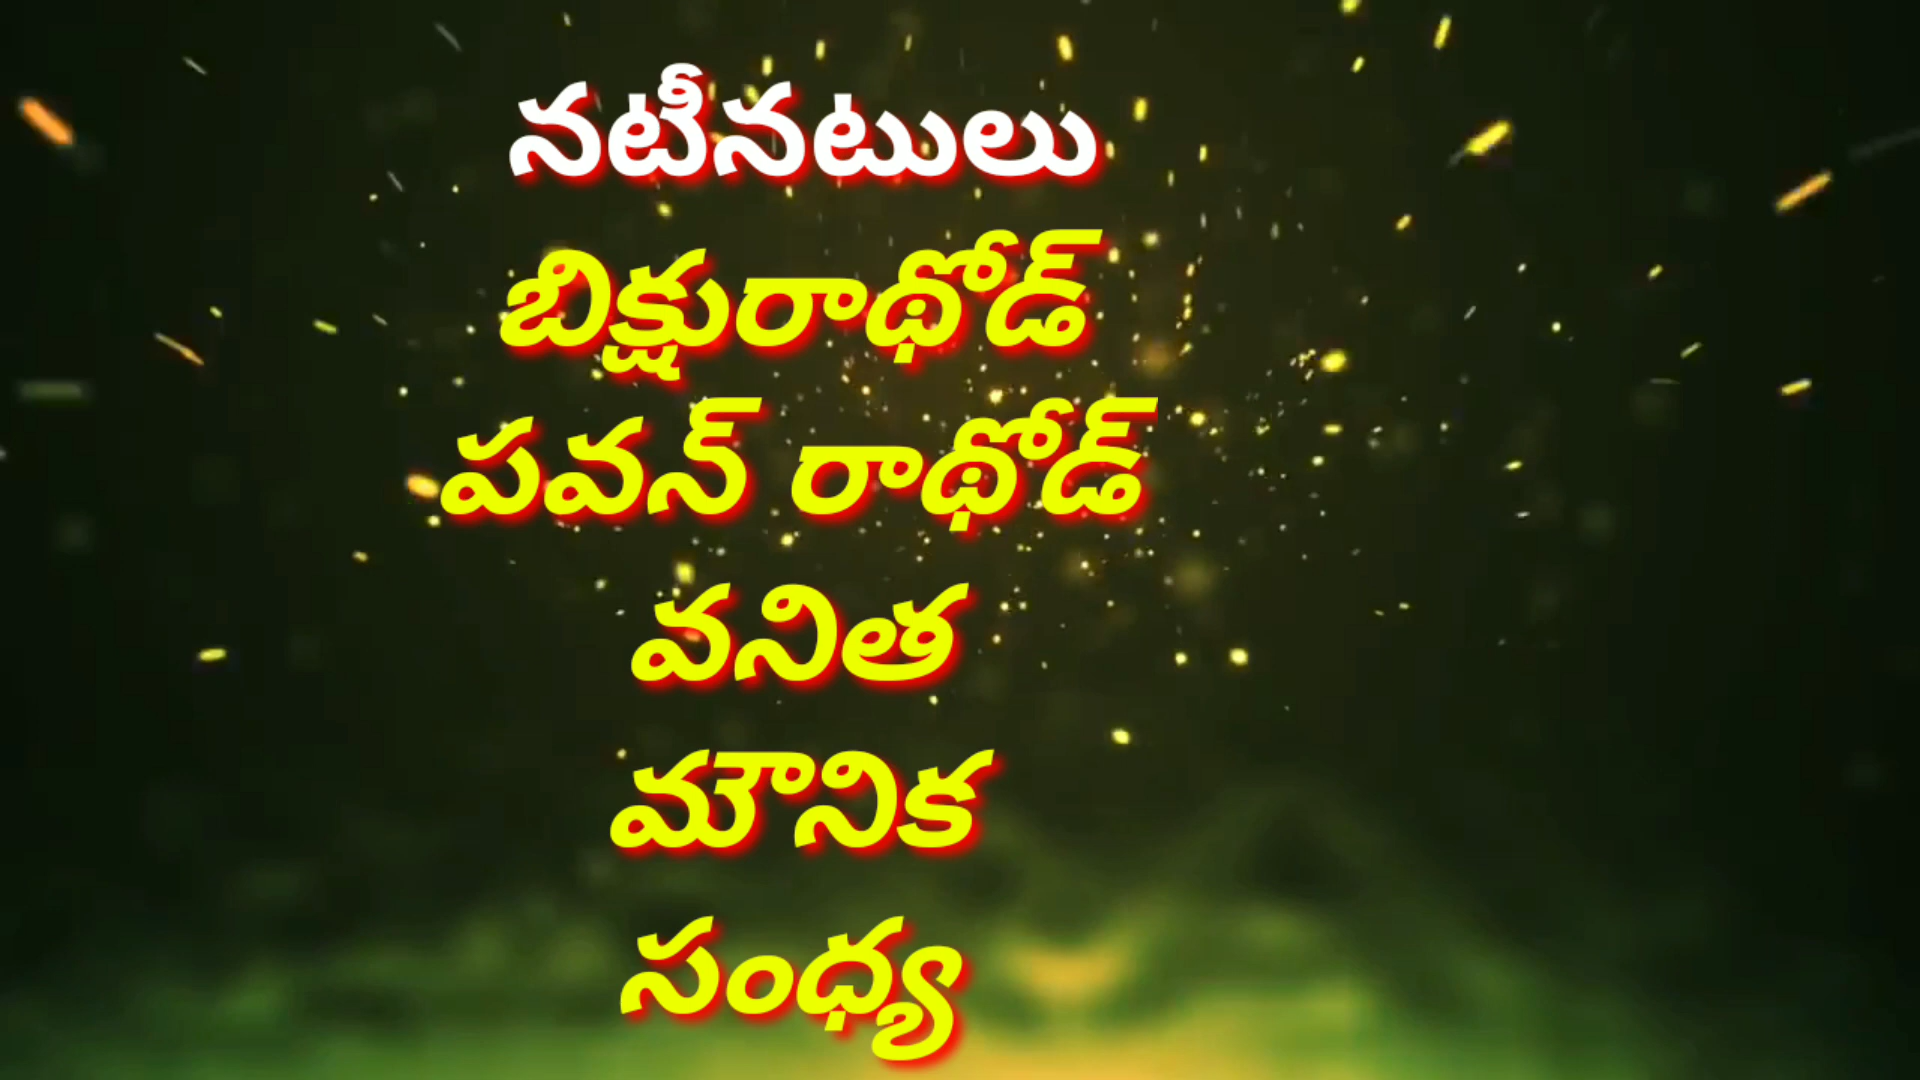 నటీనటులు
బిక్షురాథోడ్
పవన్ రాథోడ్
వనిత
మౌనిక
సంధ్య